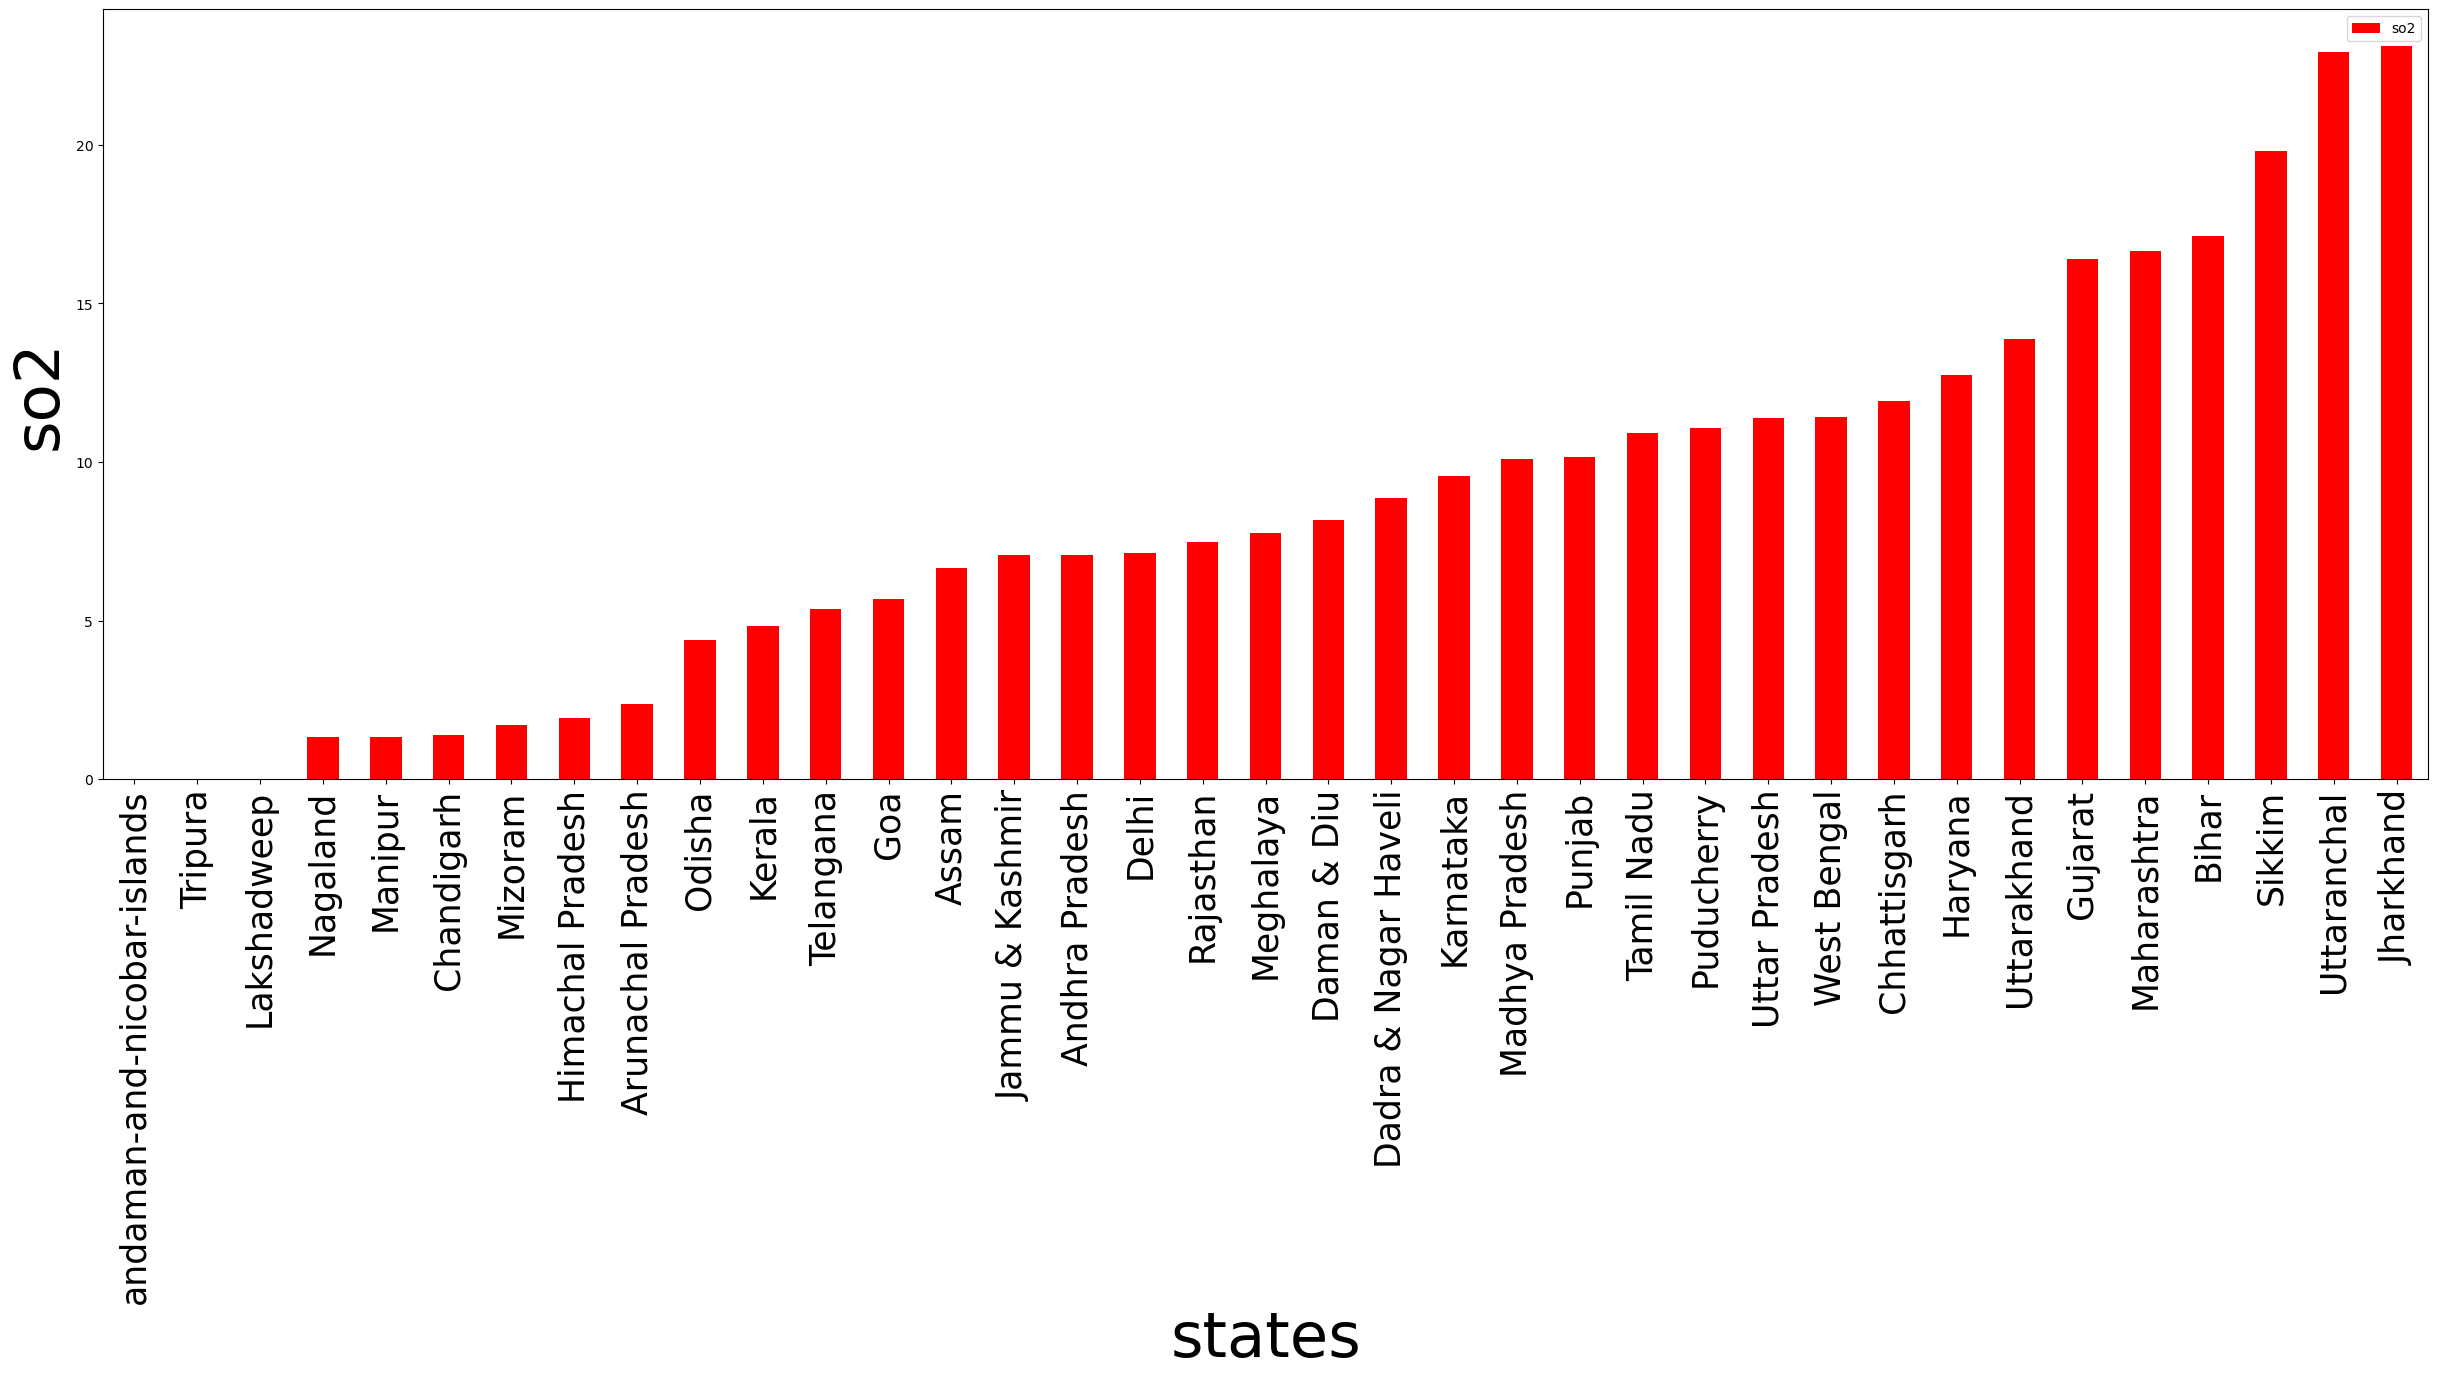 so2
20
15
10
5
0
so2
andaman-and-nicobar-islands
Tripura
Lakshadweep
Nagaland
Manipur
Chandigarh
Mizoram
Himachal Pradesh
Arunachal Pradesh
Odisha
Kerala
Telangana
Goa
Assam
Jammu & Kashmir
Andhra Pradesh
Delhi
Rajasthan
Meghalaya
Daman & Diu
Dadra & Nagar Haveli
Karnataka
Madhya Pradesh
Punjab
Tamil Nadu
Puducherry
Uttar Pradesh
West Bengal
Chhattisgarh
Haryana
Uttarakhand
Gujarat
Maharashtra
Bihar
Sikkim
Uttaranchal
Jharkhand
states